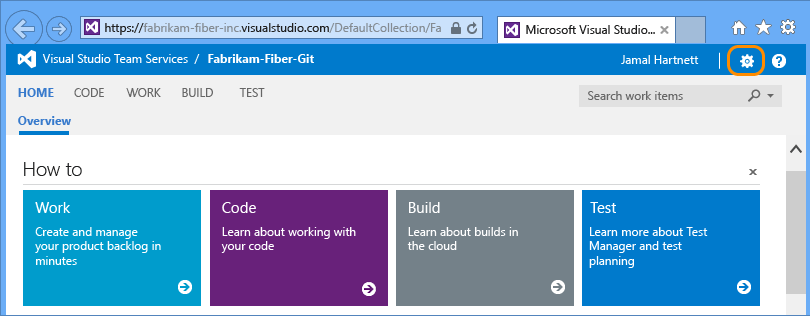 https://fabrikam-fiber-inc.visualstudio.com/DefaultCollection/Fa
Microsoft Visual Studio...
Visual Studio Team Services / Fabrikam-Fiber-Git
Jamal Hartnett
HOME CODE WORK BUILD TEST
Search work items
Overview
How to
Work
Create and manage
your product backlog in
minutes
Code
Learn about working with
your code
Build
Learn about builds in
the cloud
Test
Learn more about Test
Manager and test
planning